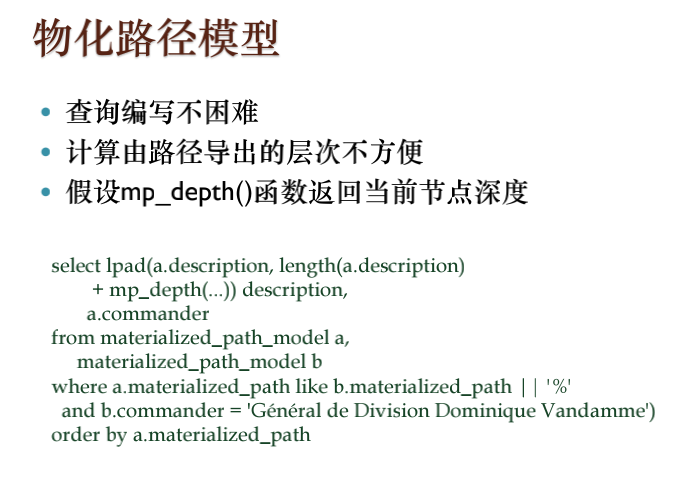 物化路径模型
• 查询编写不困难
• 计算由路径导出的层次不方便
• 假设mp_depth()函数返回当前节点深度
select lpad(a.description, length(a.description)
+ mp_depth(...)) description,
a.commander
from materialized_path_model a,
materialized_path_model b
where a.materialized_path like b.materialized_path || '%'
and b.commander = 'Général de Division Dominique Vandamme')
order by a.materialized_path